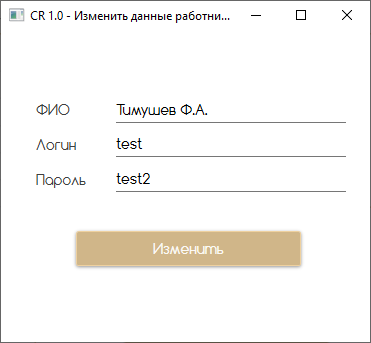 CR 1.0 - Изменить данные работни...
ФИО Тимушев Ф.А.
Логин test
Пароль test2
Изменить